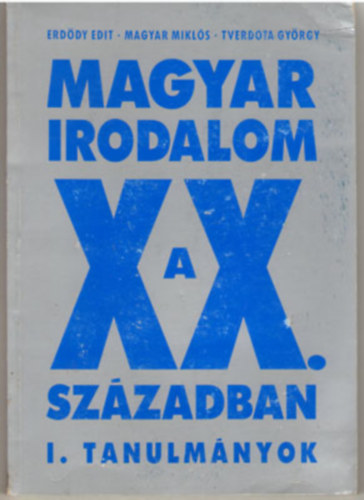 ERDŐDY EDIT · MAGYAR MIKLÓS · TVERDOTA GYÖRGY
MAGYAR
IRODALOM
A
XX.
SZÁZADBAN
I. TANULMÁNYOK